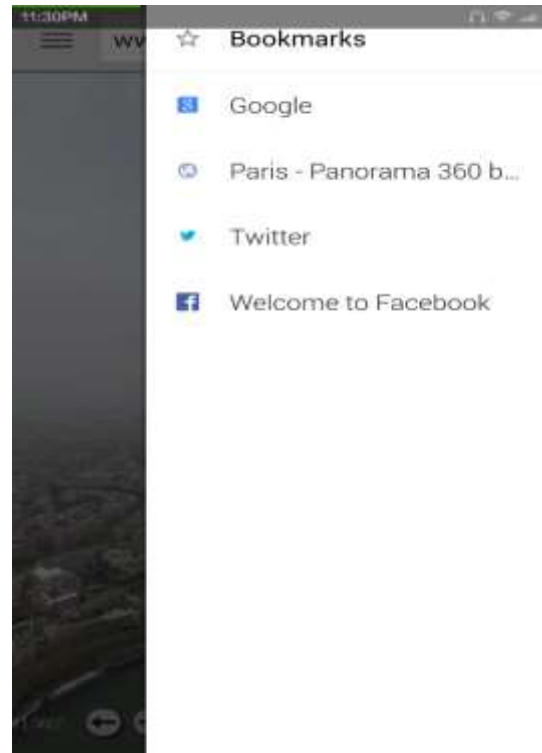 11:30PM
Bookmarks
Google
Paris - Panorama 360 b...
Twitter
Welcome to Facebook